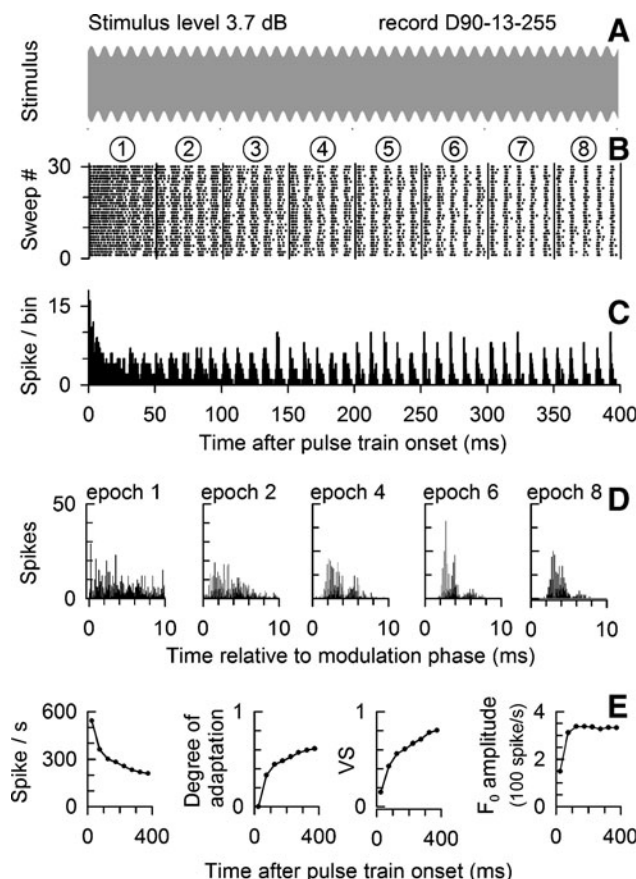 Stimulus level 3.7 dB record D90-13-255 A
Stimulus
1 2 3 4 5 6 7 8 B
30
0
Sweep #
C
15
0
Spike / bin
0 50 100 150 200 250 300 350 400
Time after pulse train onset (ms)
epoch 1 epoch 2 epoch 4 epoch 6 epoch 8 D
50
0
Spikes
0 10 0 10 0 10 0 10 0 10
Time relative to modulation phase (ms)
E
600
300
0
Spike / s
0 400
1
0
Degree of
adaptation
0 400
1
0
VS
0 400
4
2
0
F₀ amplitude
(100 spike/s)
0 400
Time after pulse train onset (ms)